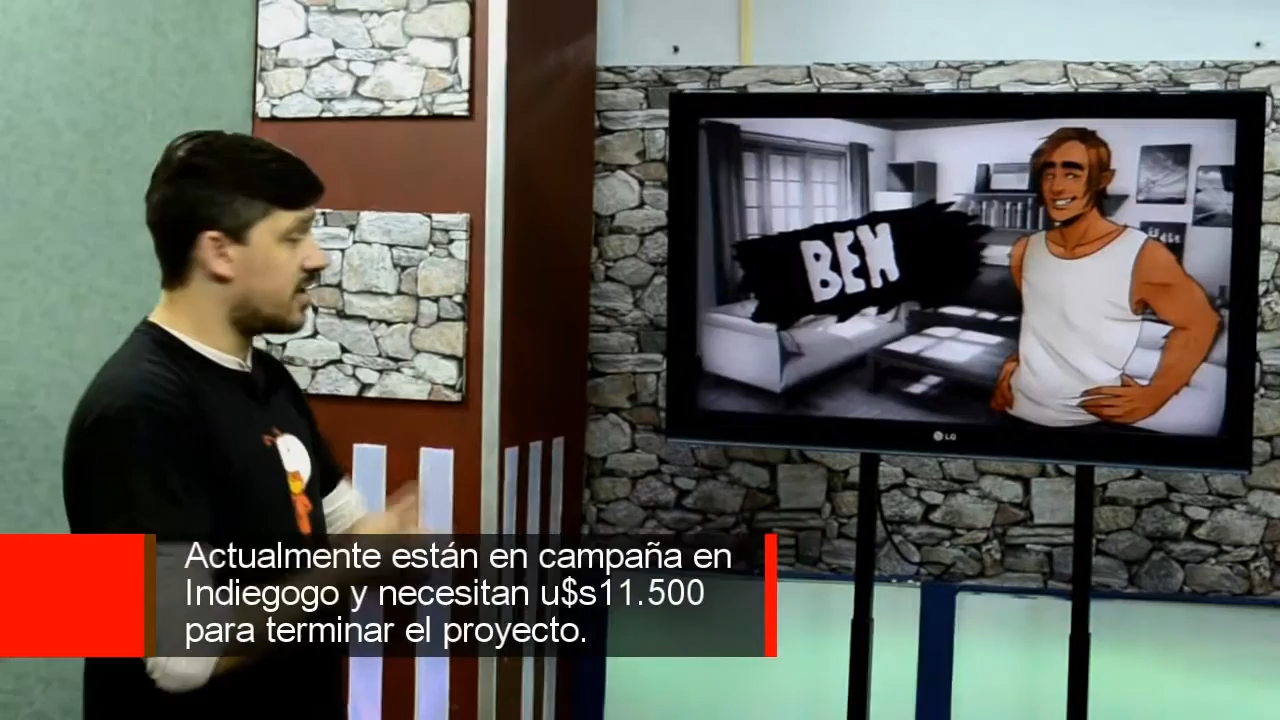 BEN
LG
Actualmente están en campaña en
Indiegogo y necesitan u$s11.500
para terminar el proyecto.